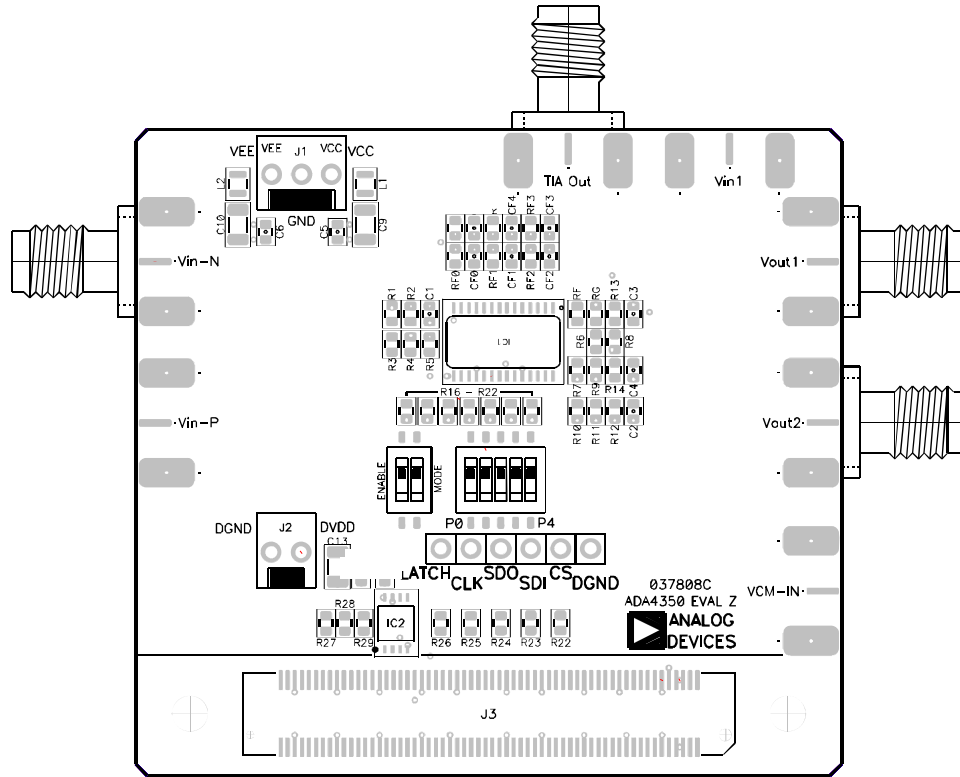 TIA Out
Vin1
VEE
VEE
J1
VCC
VCC
L2
L1
C10
C6
GND
C5
C9
Vin-N
Vin-P
Vout1
Vout2
VCM-IN
CF4
RF3
CF3
RF0
CF0
RF1
CF1
RF2
CF2
R1
R2
C1
R3
R4
R5
IC1
RF
RG
R13
C3
R6
R8
R7
R9
R14
C4
R10
R11
R12
C2
R16 - R22
ENABLE
MODE
P0
P4
DGND
J2
DVDD
C13
LATCH
CLK
SDO
SDI
CS
DGND
037808C
ADA4350 EVAL Z
ANALOG
DEVICES
R28
R27
R29
IC2
R26
R25
R24
R23
R22
J3